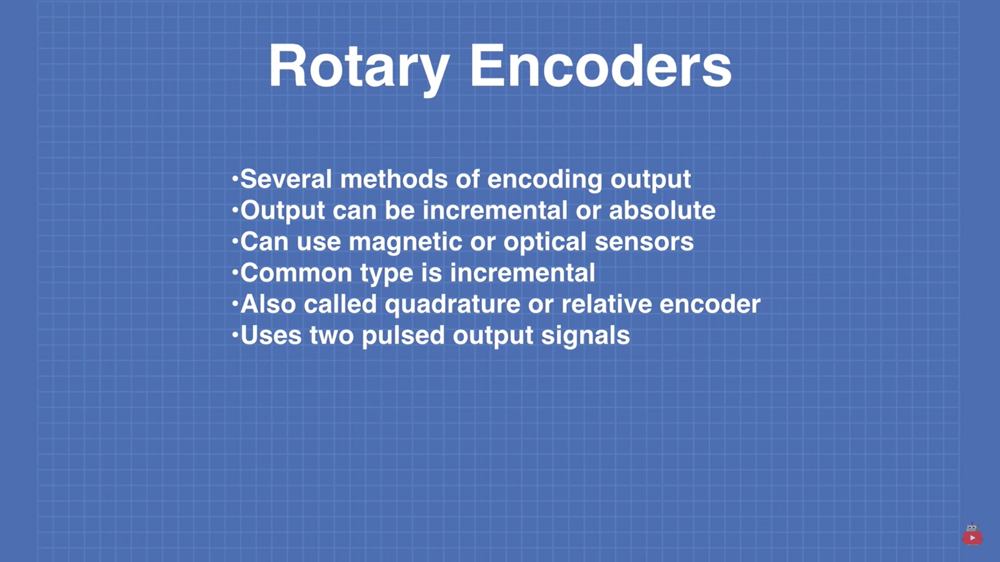 Rotary Encoders
•Several methods of encoding output
•Output can be incremental or absolute
•Can use magnetic or optical sensors
•Common type is incremental
•Also called quadrature or relative encoder
•Uses two pulsed output signals